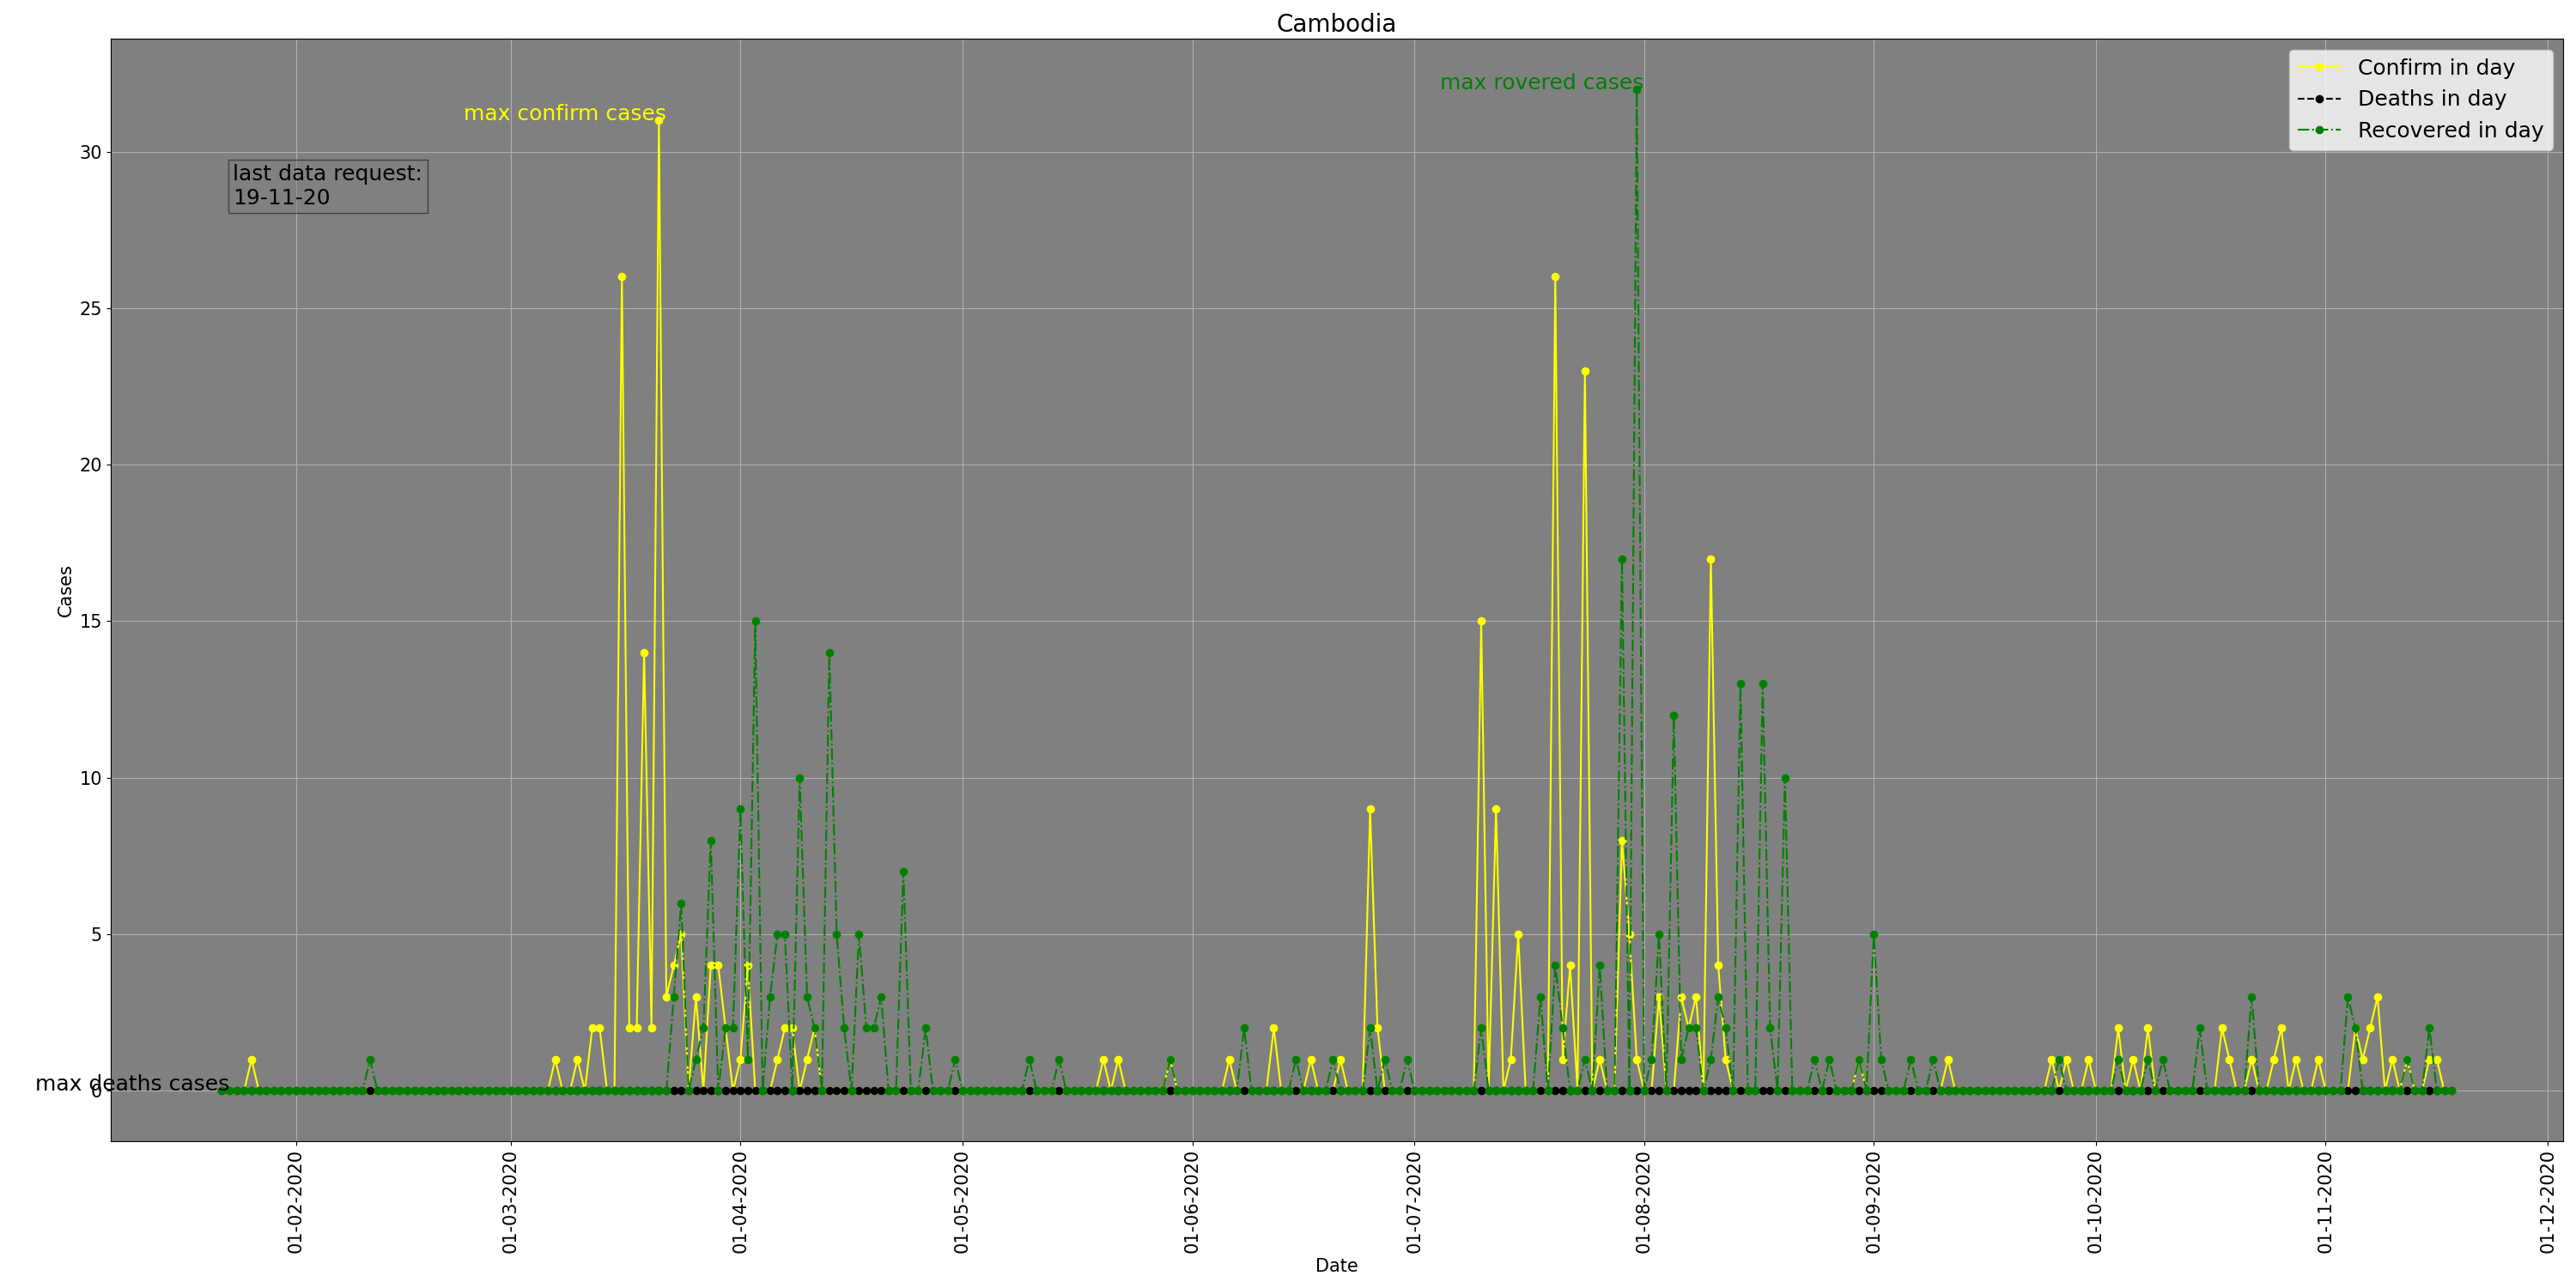 Cambodia
max confirm cases
max rovered cases
Confirm in day
Deaths in day
Recovered in day
last data request:
19-11-20
30
25
20
15
10
5
0
Cases
max deaths cases
01-02-2020
01-03-2020
01-04-2020
01-05-2020
01-06-2020
01-07-2020
01-08-2020
01-09-2020
01-10-2020
01-11-2020
01-12-2020
Date